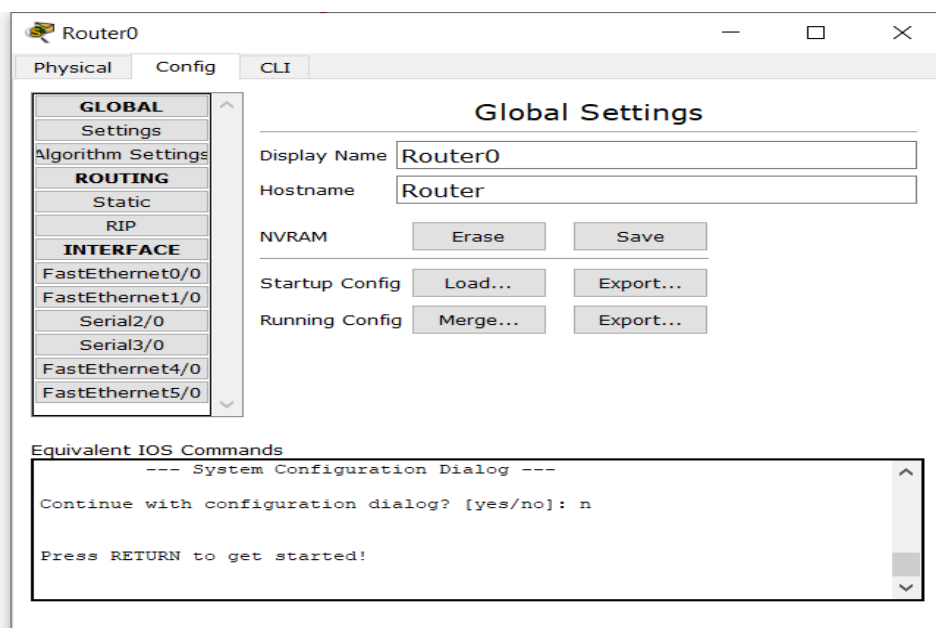 Router0
Physical Config CLI
GLOBAL
Settings
Algorithm Settings
ROUTING
Static
RIP
INTERFACE
FastEthernet0/0
FastEthernet1/0
Serial2/0
Serial3/0
FastEthernet4/0
FastEthernet5/0
Global Settings
Display Name Router0
Hostname Router
NVRAM Erase Save
Startup Config Load... Export...
Running Config Merge... Export...
Equivalent IOS Commands
--- System Configuration Dialog ---
Continue with configuration dialog? [yes/no]: n
Press RETURN to get started!